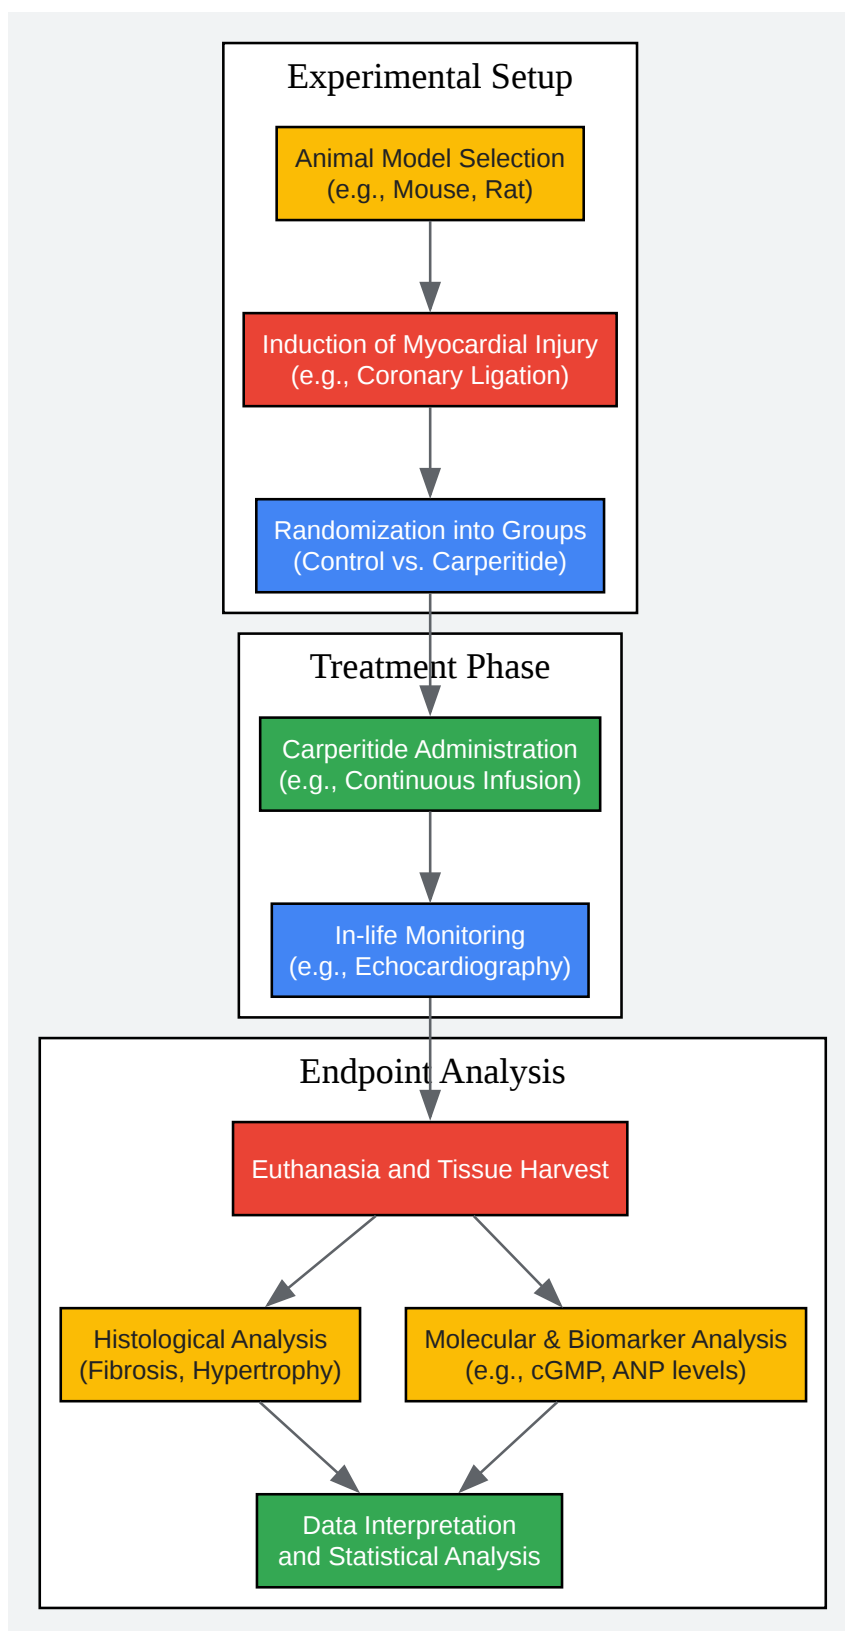 Experimental Setup
Animal Model Selection
(e.g., Mouse, Rat)
Induction of Myocardial Injury
(e.g., Coronary Ligation)
Randomization into Groups
(Control vs. Carperitide)
Treatment Phase
Carperitide Administration
(e.g., Continuous Infusion)
In-life Monitoring
(e.g., Echocardiography)
Endpoint Analysis
Euthanasia and Tissue Harvest
Histological Analysis
(Fibrosis, Hypertrophy)
Molecular & Biomarker Analysis
(e.g., cGMP, ANP levels)
Data Interpretation
and Statistical Analysis